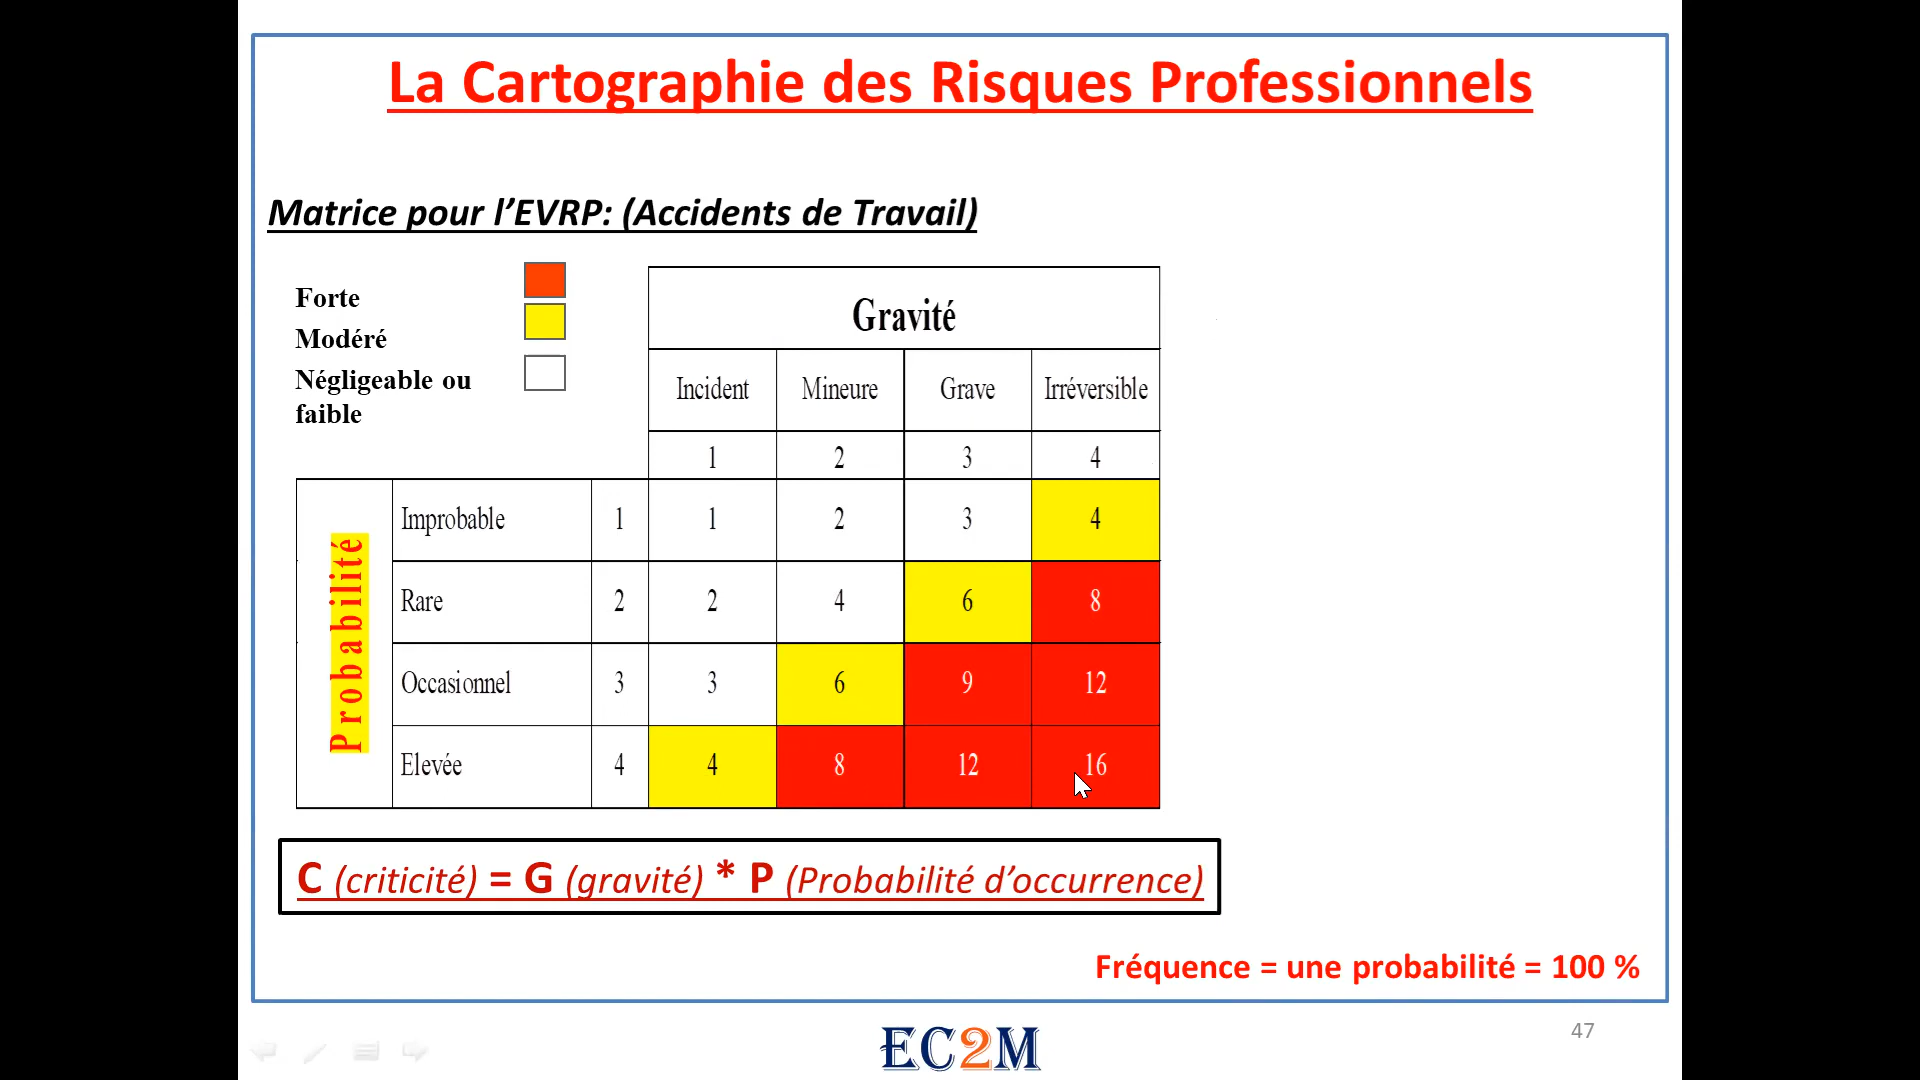 La Cartographie des Risques Professionnels
Matrice pour l’EVRP: (Accidents de Travail)
Forte
Modéré
Négligeable ou
faible
Gravité
Incident Mineure Grave Irréversible
1 2 3 4
Probabilité
Improbable 1 1 2 3 4
Rare 2 2 4 6 8
Occasionnel 3 3 6 9 12
Elevée 4 4 8 12 16
C (criticité) = G (gravité) * P (Probabilité d’occurrence)
Fréquence = une probabilité = 100 %
EC2M
47